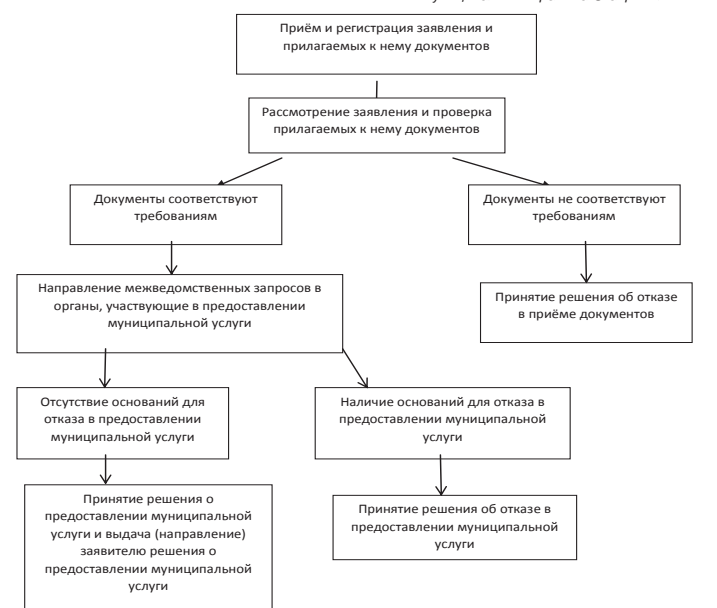 Приём и регистрация заявления и
прилагаемых к нему документов
Рассмотрение заявления и проверка
прилагаемых к нему документов
Документы соответствуют
требованиям
Документы не соответствуют
требованиям
Направление межведомственных запросов в
органы, участвующие в предоставлении
муниципальной услуги
Принятие решения об отказе
в приёме документов
Отсутствие оснований для
отказа в предоставлении
муниципальной услуги
Наличие оснований для отказа в
предоставлении муниципальной
услуги
Принятие решения о
предоставлении муниципальной
услуги и выдача (направление)
заявителю решения о
предоставлении муниципальной
услуги
Принятие решения об отказе в
предоставлении муниципальной
услуги